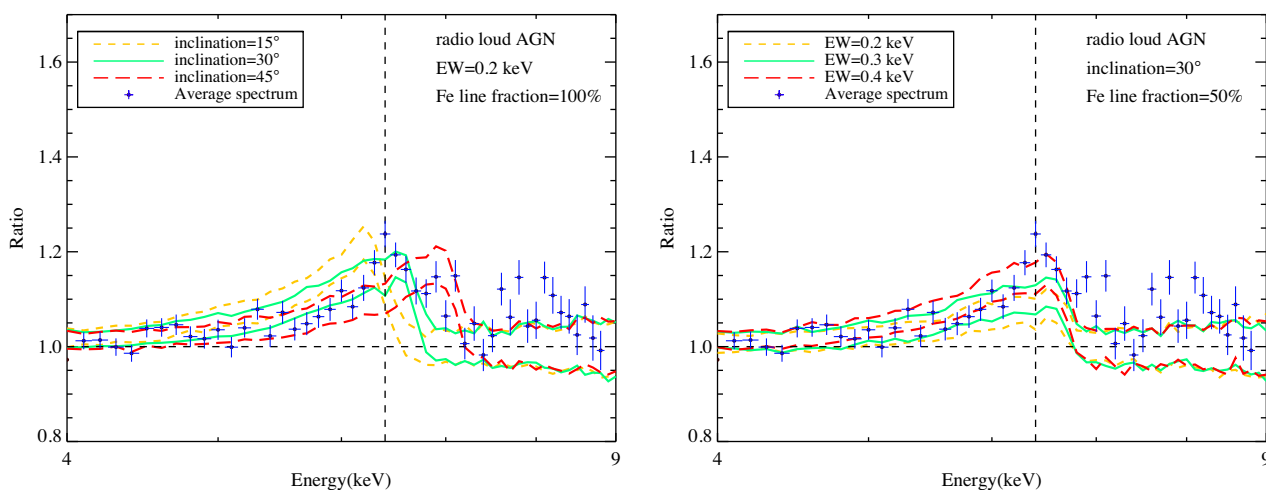 inclination=15°
inclination=30°
inclination=45°
Average spectrum
radio loud AGN
EW=0.2 keV
Fe line fraction=100%
Ratio
1.6
1.4
1.2
1.0
0.8
4
9
Energy(keV)
EW=0.2 keV
EW=0.3 keV
EW=0.4 keV
Average spectrum
radio loud AGN
inclination=30°
Fe line fraction=50%
Ratio
1.6
1.4
1.2
1.0
0.8
4
9
Energy(keV)